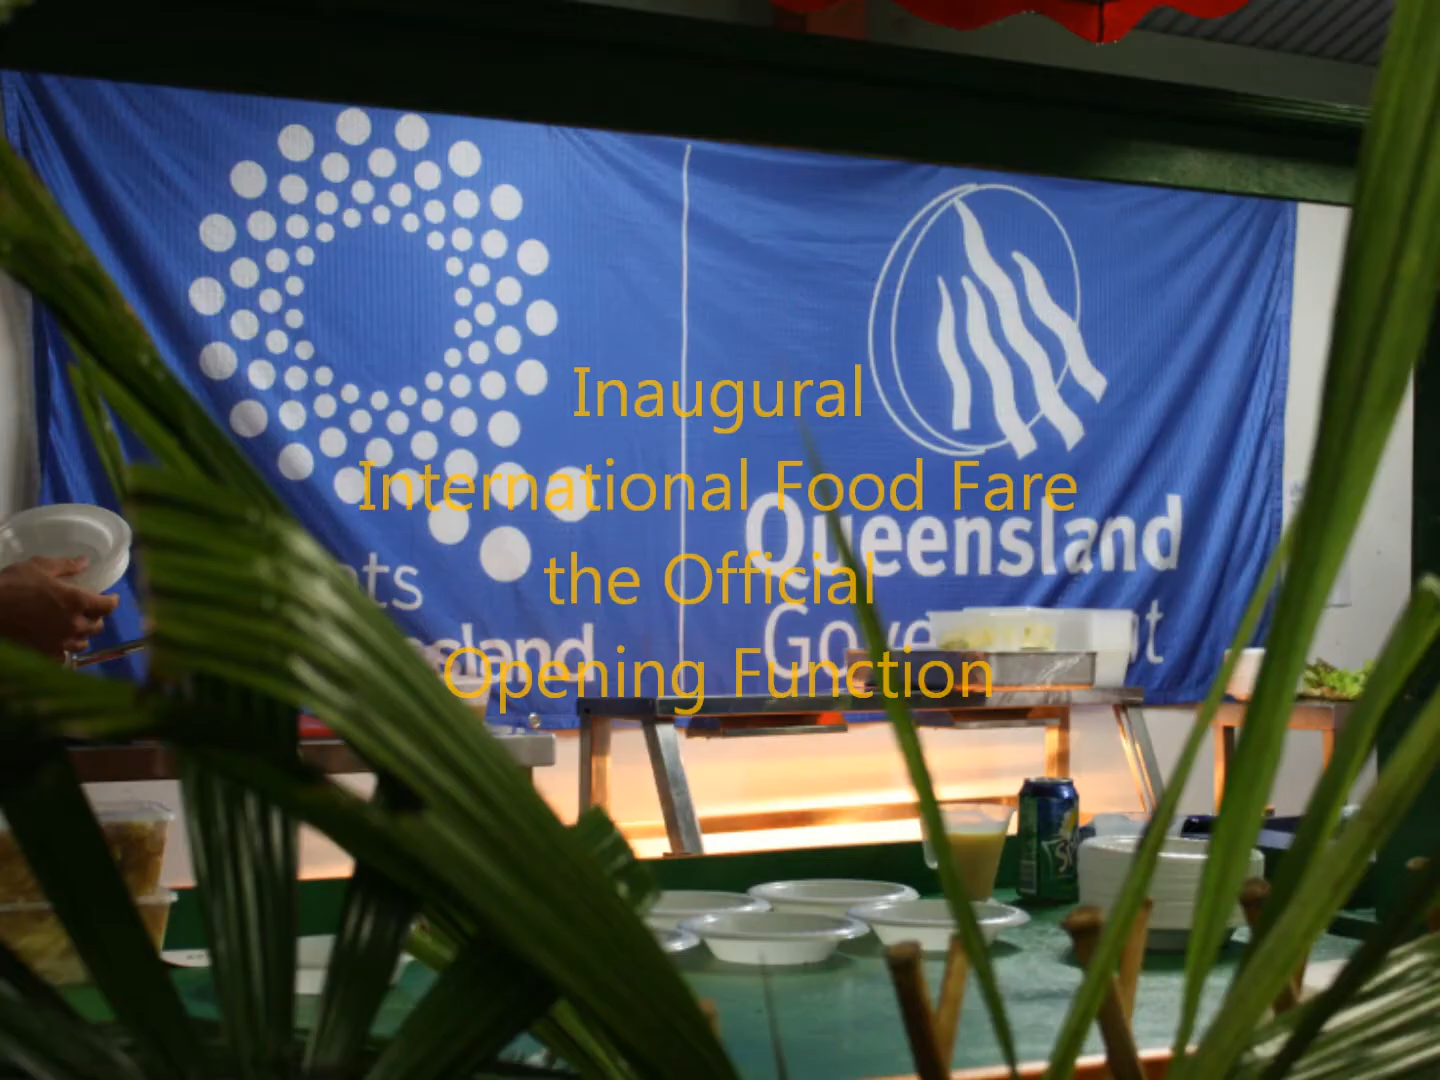 Inaugural
International Food Fare
the Official
Opening Function
Queensland